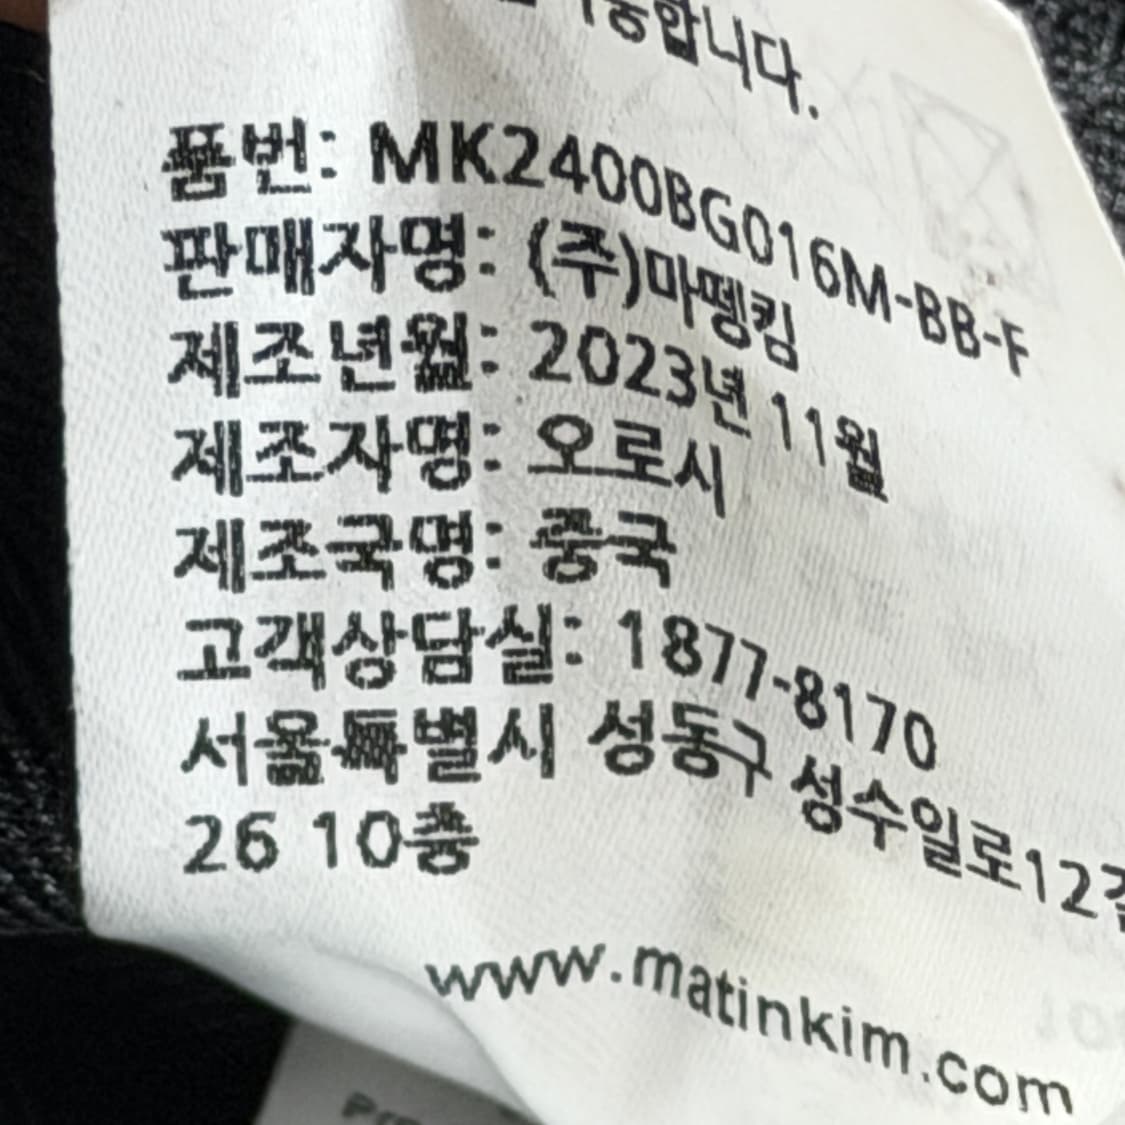 합니다.
품번: MK2400BG016M-BB-F
판매자명: (주)마뗑킴
제조년월: 2023년 11월
제조자명: 오로시
제조국명: 중국
고객상담실: 1877-8170
서울특별시 성동구 성수일로12길
26 10층
www.matinkim.com